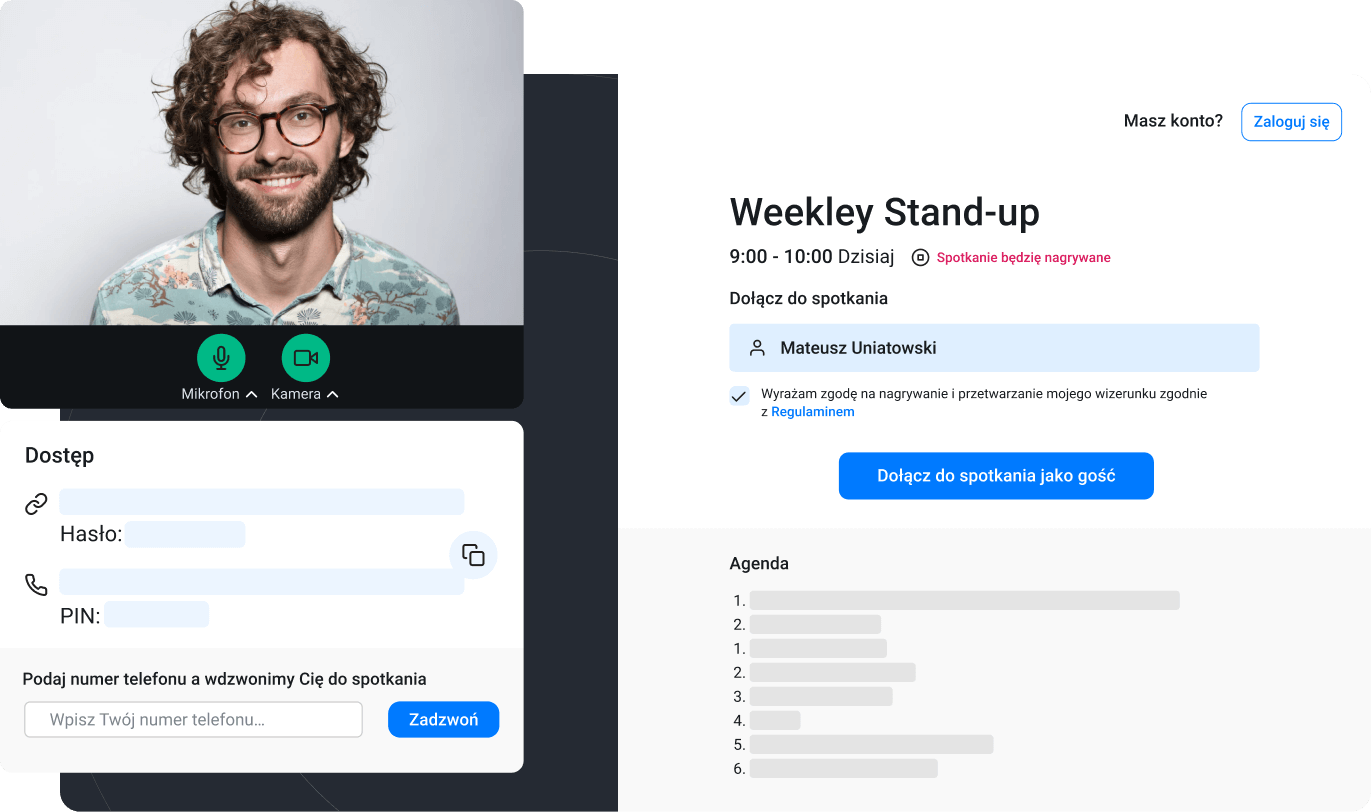 Mikrofon
Kamera
Dostęp
Hasło:
PIN:
Podaj numer telefonu a wdzwonimy Cię do spotkania
Wpisz Twój numer telefonu...
Zadzwoń
Masz konto?
Zaloguj się
Weekley Stand-up
9:00 - 10:00 Dzisiaj
Spotkanie będzię nagrywane
Dołącz do spotkania
Mateusz Uniatowski
Wyrażam zgodę na nagrywanie i przetwarzanie mojego wizerunku zgodnie
z Regulaminem
Dołącz do spotkania jako gość
Agenda
1.
2.
1.
2.
3.
4.
5.
6.